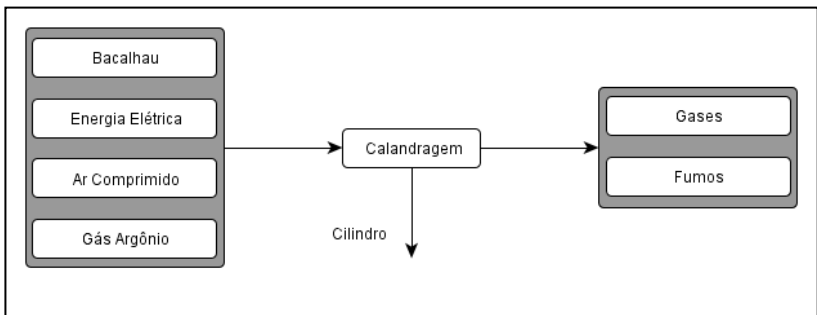 Bacalhau
Energia Elétrica
Ar Comprimido
Gás Argônio
Calandragem
Cilindro
Gases
Fumos